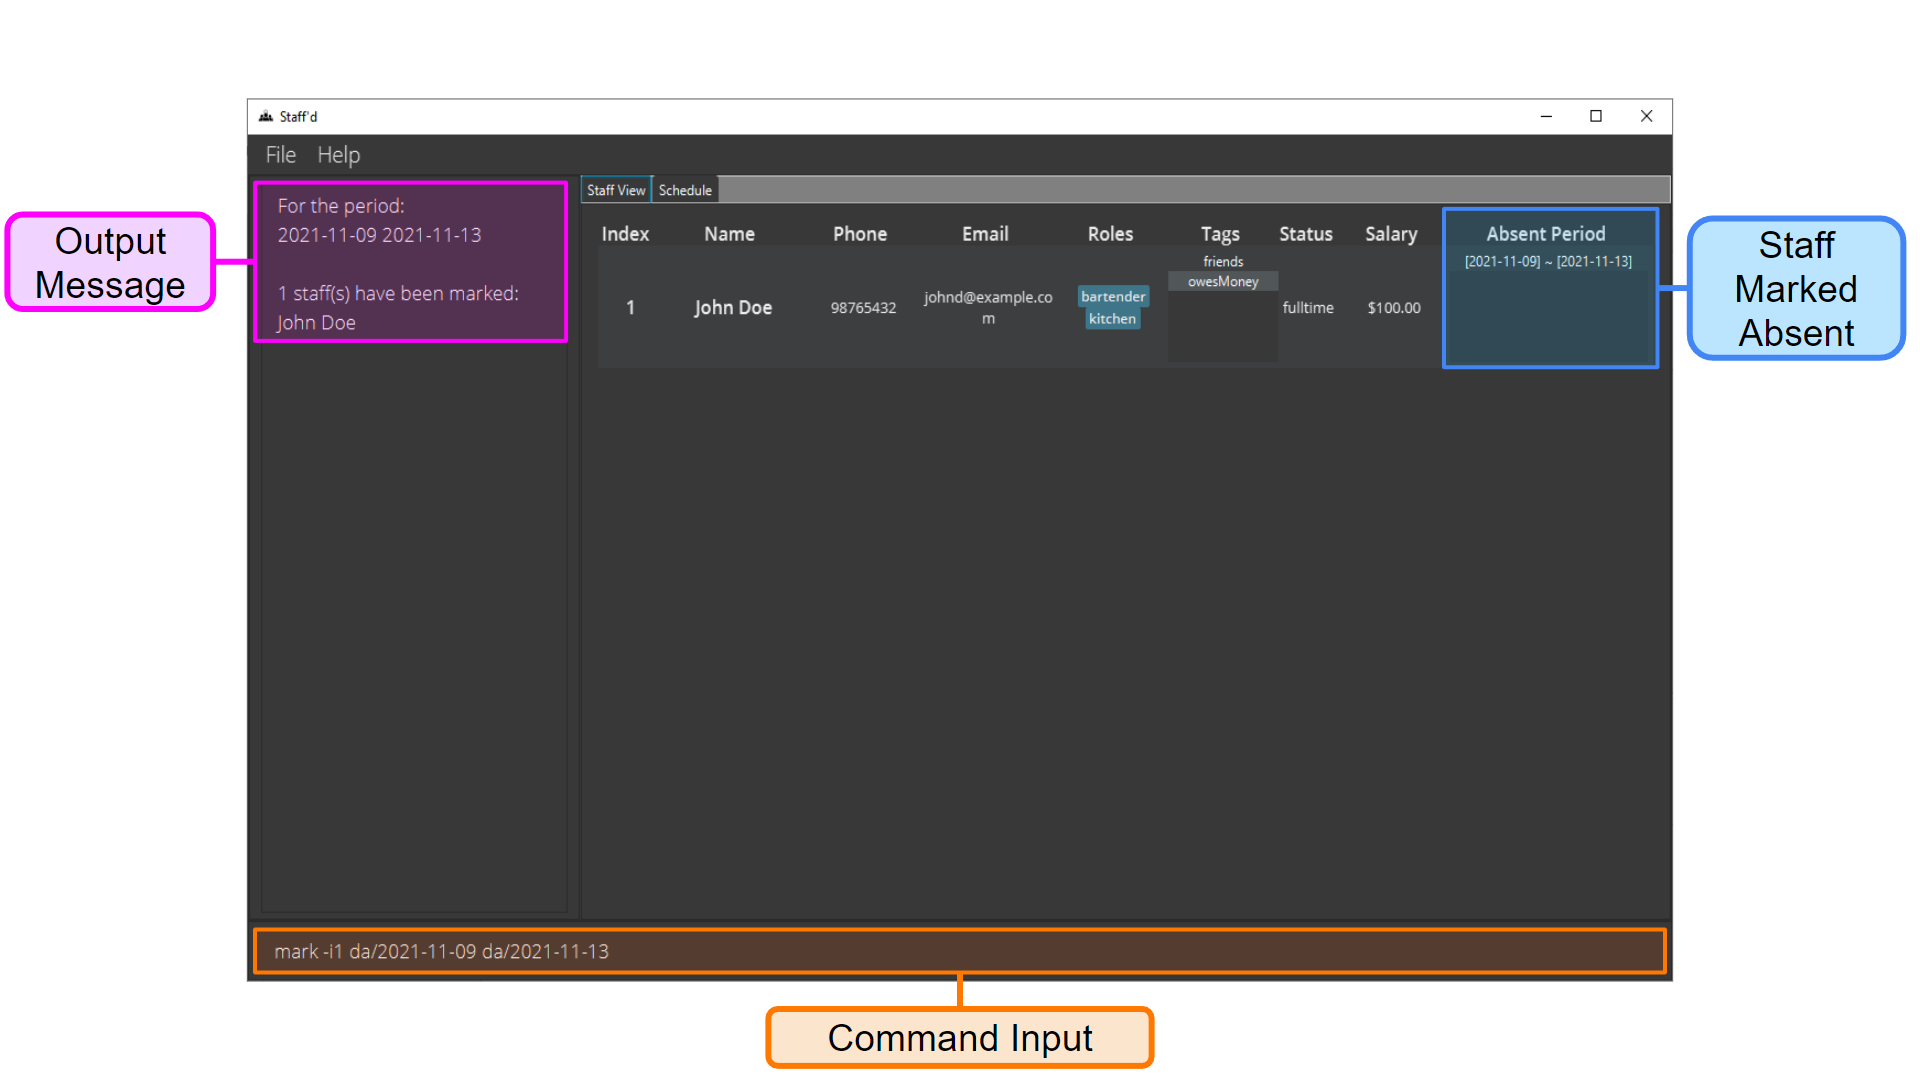 Staff'd
File Help
Output
Message
For the period:
2021-11-09 2021-11-13
1 staff(s) have been marked:
John Doe
Staff View Schedule
Index Name Phone Email Roles Tags Status Salary Absent Period
1 John Doe 98765432
johnd@example.co
m
bartender
kitchen
friends
owesMoney
fulltime $100.00
[2021-11-09] ~ [2021-11-13]
Staff
Marked
Absent
mark -i1 da/2021-11-09 da/2021-11-13
Command Input